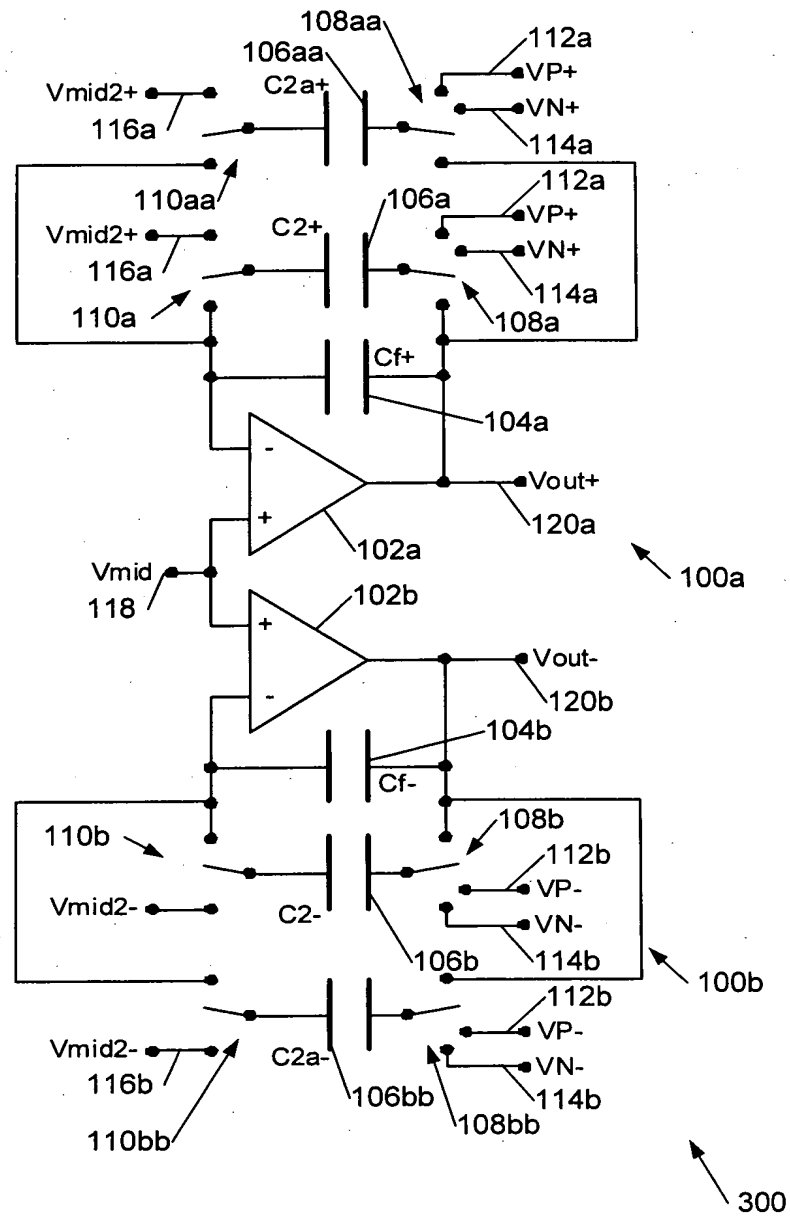 108aa
106aa
112a
C2a+
Vmid2+
VP+
116a
VN+
114a
110aa
106a
112a
Vmid2+
C2+
VP+
116a
VN+
114a
110a
108a
Cf+
104a
-
Vout+
+
120a
102a
Vmid
100a
118
102b
+
Vout-
-
120b
104b
Cf-
110b
108b
112b
VP-
Vmid2-
C2-
VN-
106b
114b
100b
112b
VP-
Vmid2-
C2a-
VN-
116b
106bb
114b
110bb
108bb
300